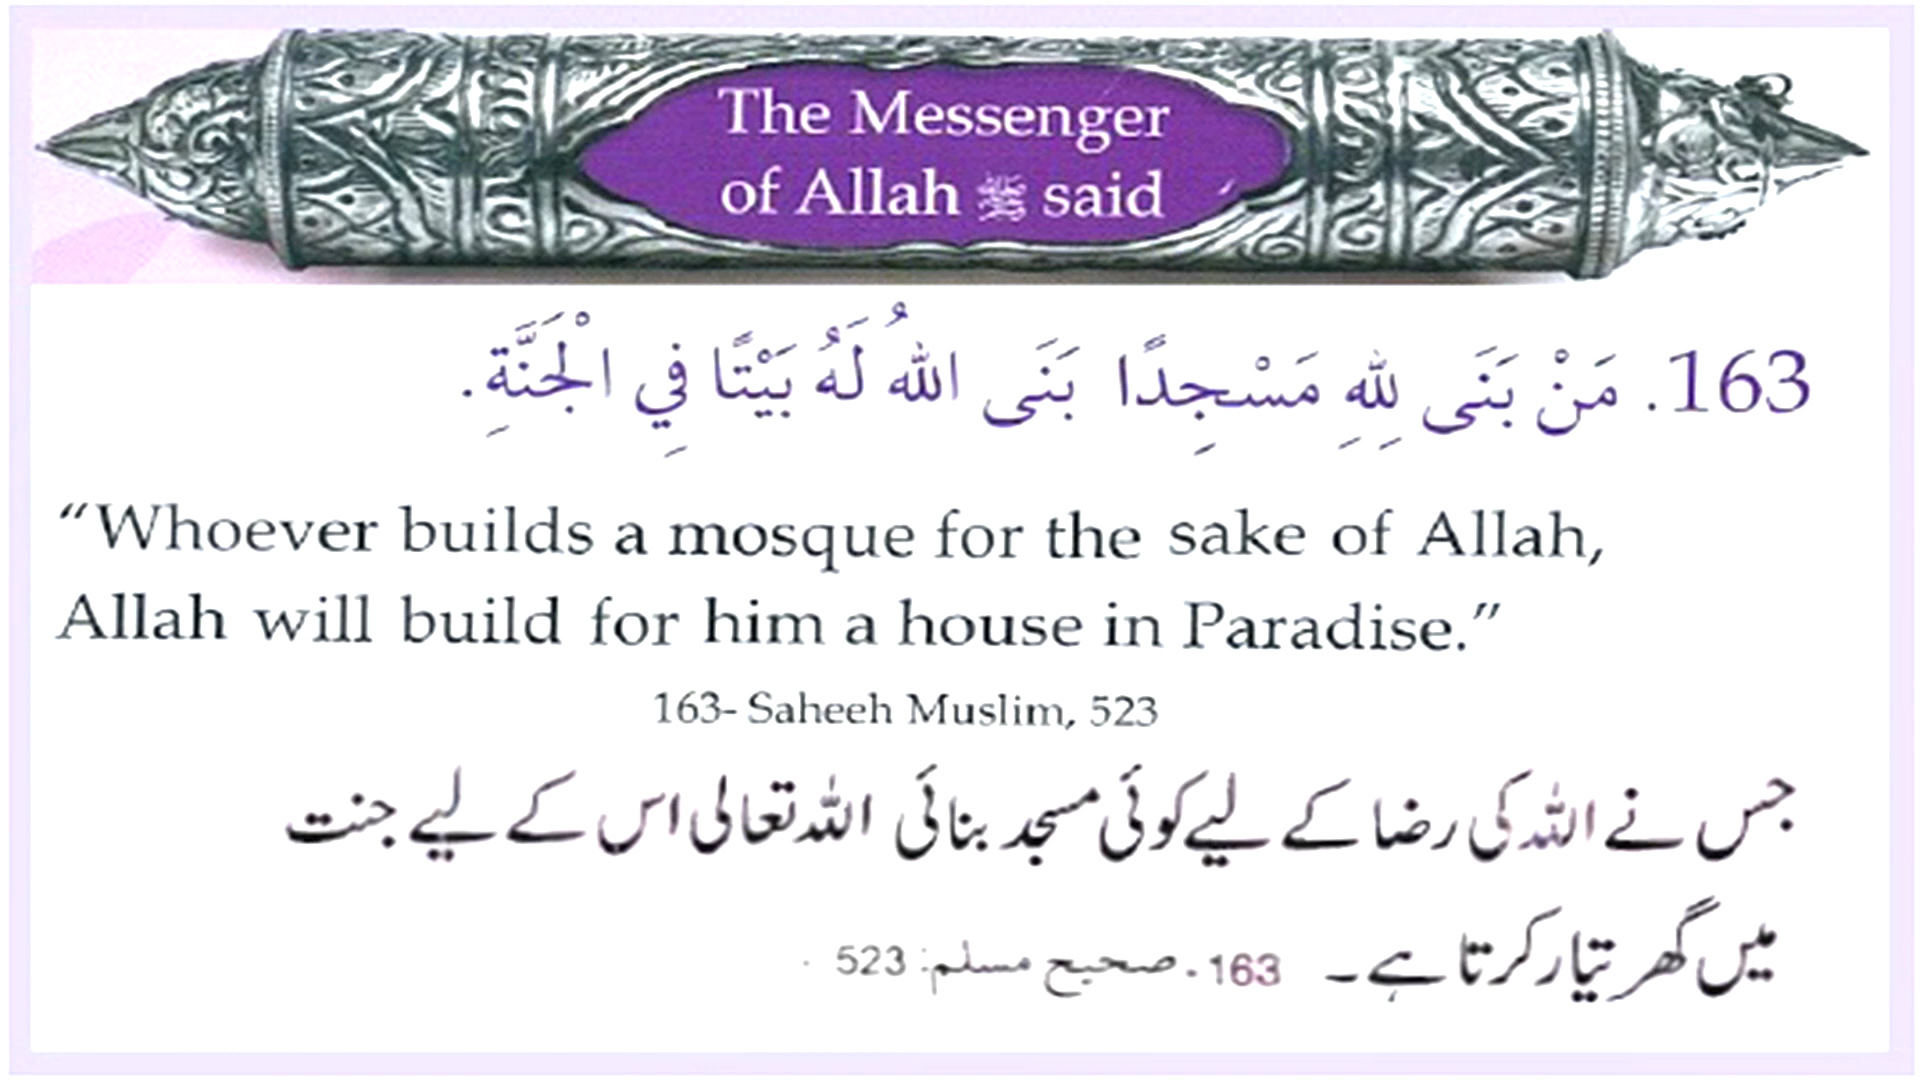 The Messenger
of Allah ﷺ said
163. مَنْ بَنَى لِلهِ مَسْجِدًا بَنَى اللهُ لَهُ بَيْتًا فِي الْجَنَّةِ.
“Whoever builds a mosque for the sake of Allah,
Allah will build for him a house in Paradise.”
163- Saheeh Muslim, 523
جس نے اللہ کی رضا کے لیے کوئی مسجد بنائی اللہ تعالی اس کے لیے جنت
میں گھر تیار کرتا ہے۔ 163- صحیح مسلم: 523